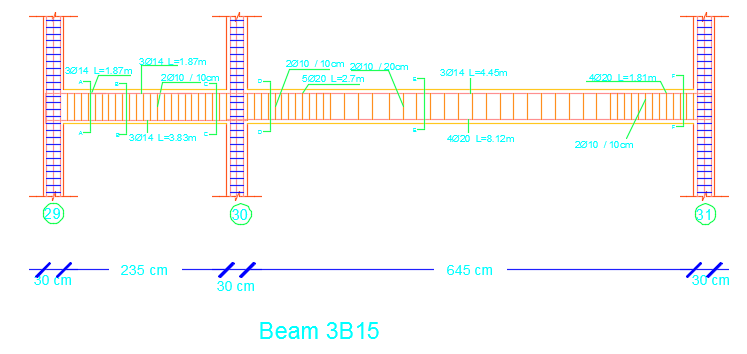 3Ø14 L=1.87m
3Ø14 L=1.87m
2Ø10 / 10cm
2Ø10 / 10cm
2Ø10 / 20cm
5Ø20 L=2.7m
3Ø14 L=4.45m
4Ø20 L=1.81m
3Ø14 L=3.83m
4Ø20 L=8.12m
2Ø10 / 10cm
29
30
31
235 cm
645 cm
30 cm
30 cm
30 cm
Beam 3B15